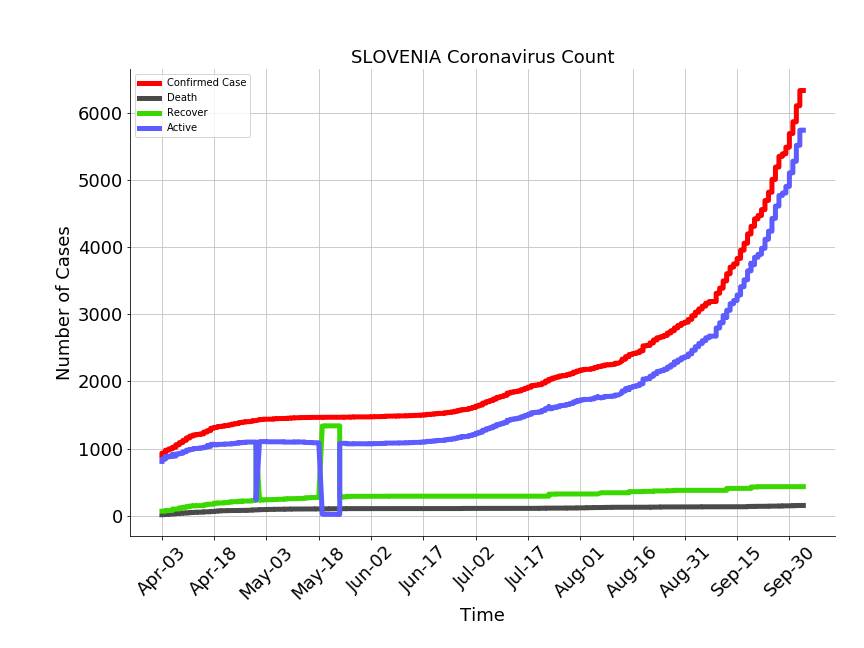 SLOVENIA Coronavirus Count
Confirmed Case
Death
Recover
Active
Number of Cases
6000
5000
4000
3000
2000
1000
0
Apr-03
Apr-18
May-03
May-18
Jun-02
Jun-17
Jul-02
Jul-17
Aug-01
Aug-16
Aug-31
Sep-15
Sep-30
Time